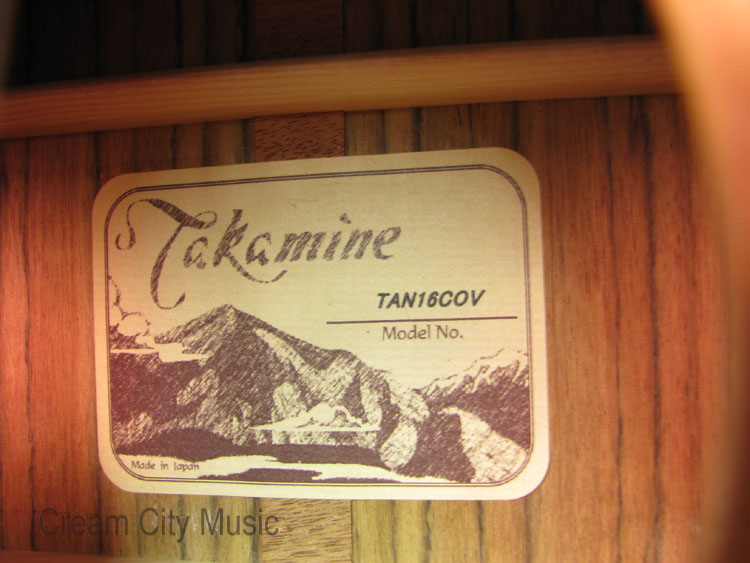 Takamine
TAN16COV
Model No.
Made in Japan
Cream City Music